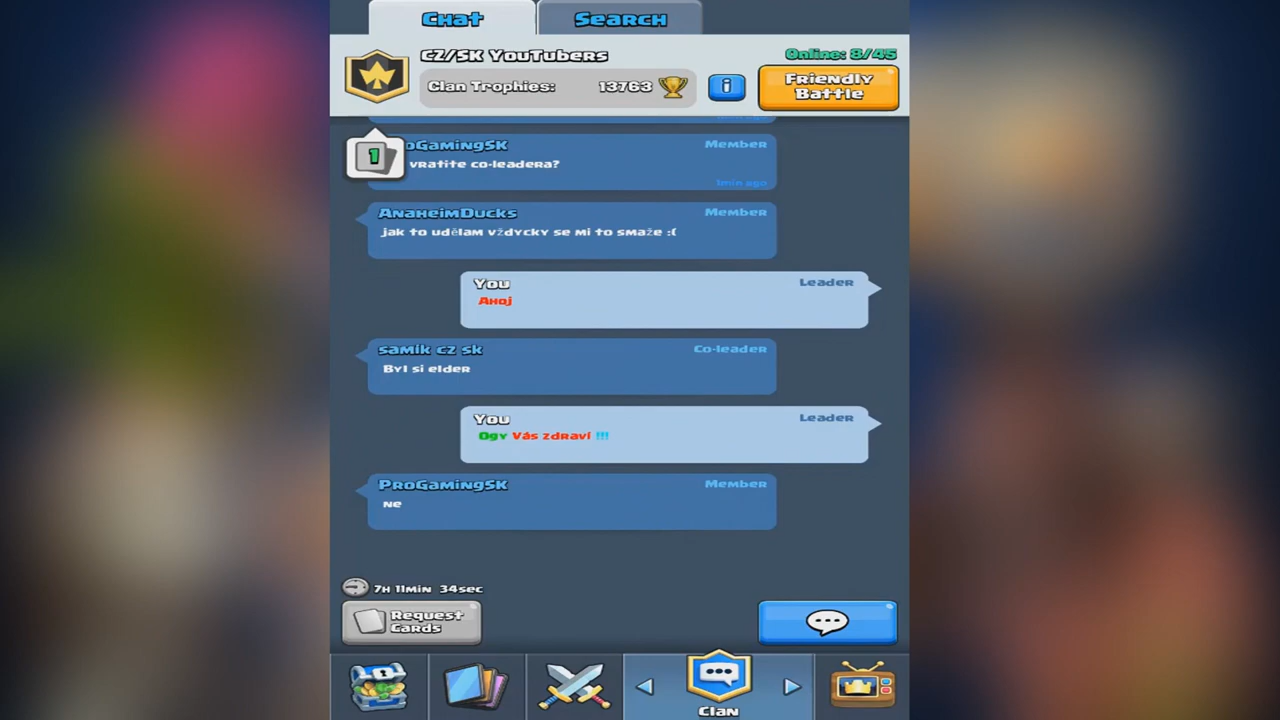 Chat
Search
CZ/SK YouTubers
Online: 8/45
Clan Trophies: 13763
i
Friendly
Battle
1
oGamingSK
Member
vratite co-leadera?
1min ago
AnaheimDucks
Member
jak to udělam vždycky se mi to smaže :(
You
Leader
Ahoj
samik cz sk
Co-leader
Byl si elder
You
Leader
Ogy Vás zdraví !!!
ProGamingSK
Member
ne
7h 11min 34sec
Request
Cards
Clan